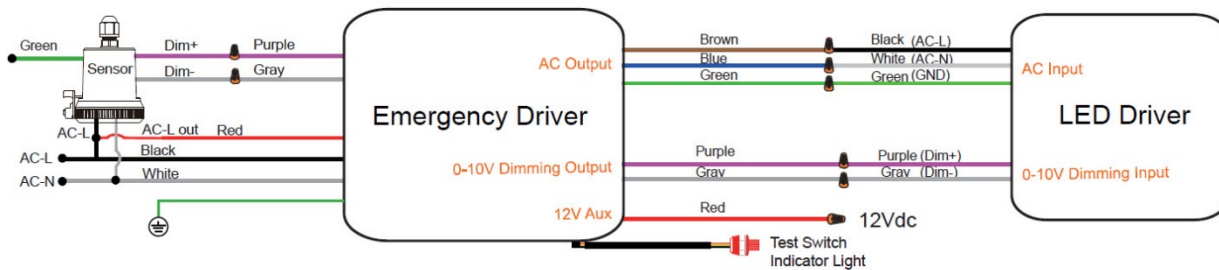 Green
Dim+
Purple
Sensor
Dim-
Gray
AC-L
AC-L out
Red
AC-L
Black
AC-N
White
Emergency Driver
AC Output
0-10V Dimming Output
12V Aux
Brown
Black (AC-L)
Blue
White (AC-N)
Green
Green (GND)
Purple
Purple (Dim+)
Gray
Gray (Dim-)
Red
12Vdc
Test Switch
Indicator Light
AC Input
LED Driver
0-10V Dimming Input